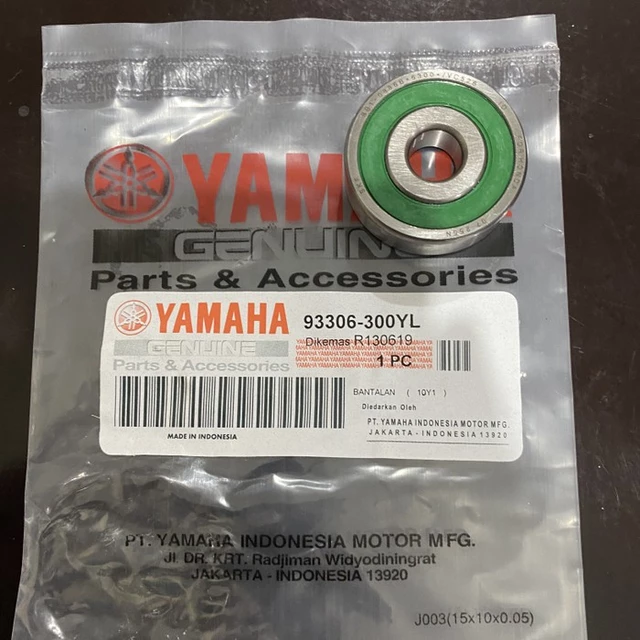 YAMA
GENUINE
Parts & Accessories
YAMAHA
GENUINE
Parts & Accessories
MADE IN INDONESIA
93306-300YL
Dikemas R130619
1 PC
BANTALAN ( 1QY1 )
Diedarkan Oleh
PT. YAMAHA INDONESIA MOTOR MFG.
JAKARTA - INDONESIA 13920
PT. YAMAHA INDONESIA MOTOR MFG.
Jl. DR. KRT. Radjiman Widyodiningrat
JAKARTA - INDONESIA 13920
J003(15x10x0.05)